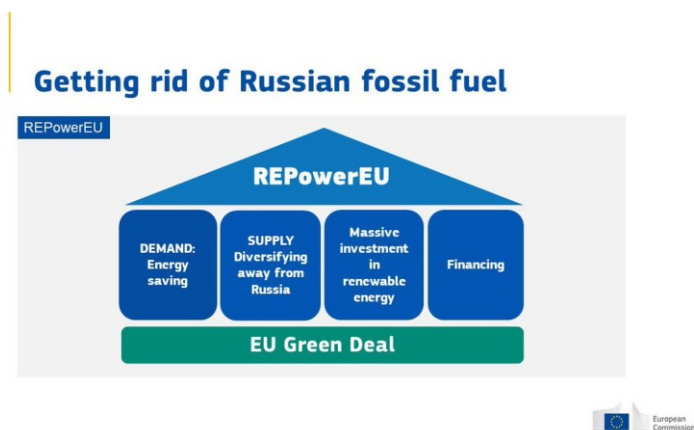 Getting rid of Russian fossil fuel
REPowerEU
REPowerEU
DEMAND:
Energy
saving
SUPPLY
Diversifying
away from
Russia
Massive
investment
in
renewable
energy
Financing
EU Green Deal
European
Commission